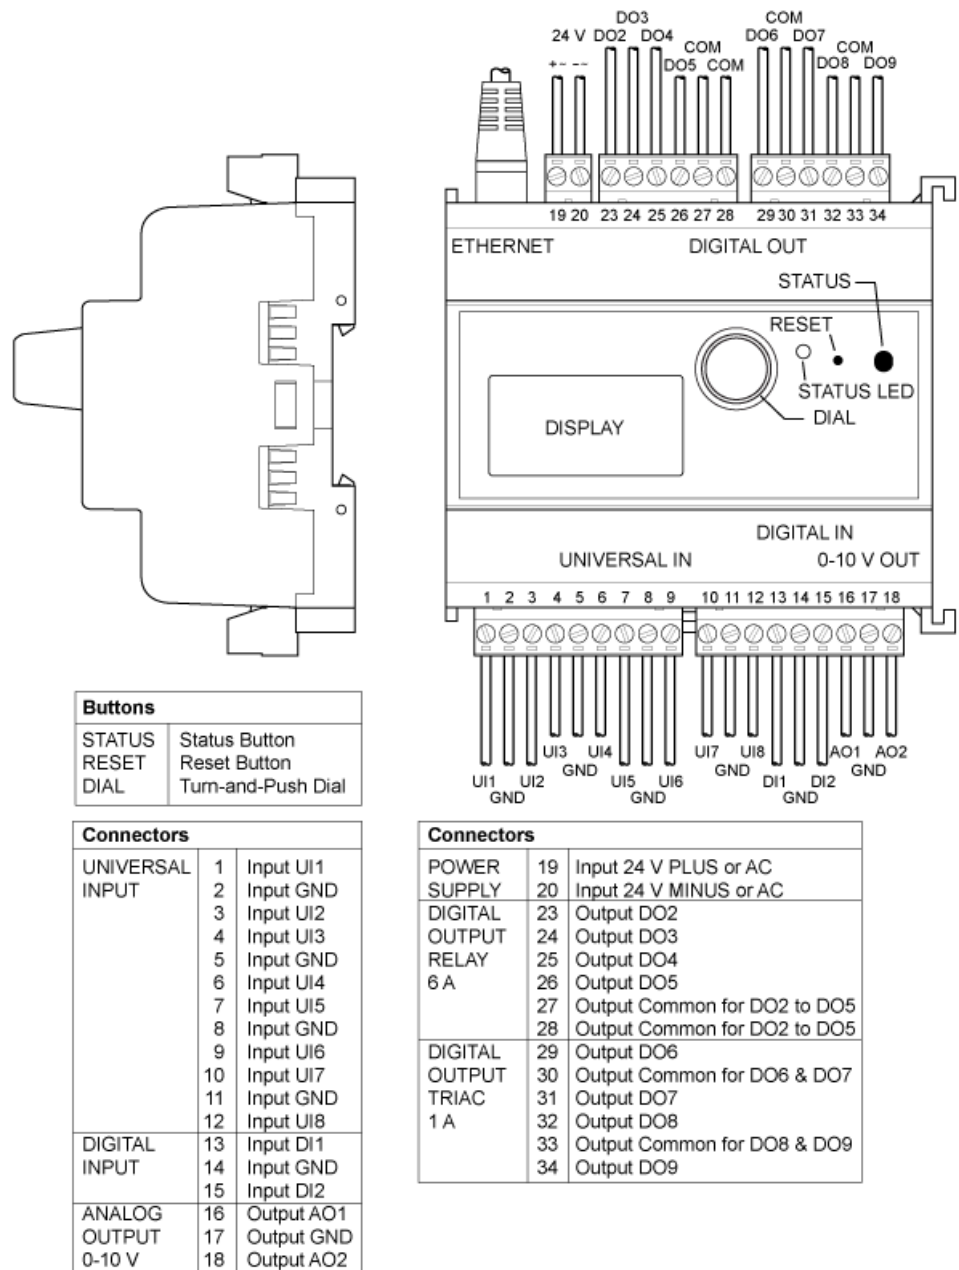 DO3 COM
24 V DO2 DO4 DO6 DO7
COM COM
DO5 COM DO8 DO9
+~ -~
19 20 23 24 25 26 27 28 29 30 31 32 33 34
ETHERNET DIGITAL OUT
STATUS
RESET
STATUS LED
DIAL
DISPLAY
DIGITAL IN
UNIVERSAL IN 0-10 V OUT
1 2 3 4 5 6 7 8 9 10 11 12 13 14 15 16 17 18
UI3 UI4 UI7 UI8 AO1 AO2
GND GND GND
UI1 UI2 UI5 UI6 DI1 DI2
GND GND GND
Buttons
STATUS Status Button
RESET Reset Button
DIAL Turn-and-Push Dial
Connectors
UNIVERSAL 1 Input UI1
INPUT 2 Input GND
3 Input UI2
4 Input UI3
5 Input GND
6 Input UI4
7 Input UI5
8 Input GND
9 Input UI6
10 Input UI7
11 Input GND
12 Input UI8
DIGITAL 13 Input DI1
INPUT 14 Input GND
15 Input DI2
ANALOG 16 Output AO1
OUTPUT 17 Output GND
0-10 V 18 Output AO2
Connectors
POWER 19 Input 24 V PLUS or AC
SUPPLY 20 Input 24 V MINUS or AC
DIGITAL 23 Output DO2
OUTPUT 24 Output DO3
RELAY 25 Output DO4
6 A 26 Output DO5
27 Output Common for DO2 to DO5
28 Output Common for DO2 to DO5
DIGITAL 29 Output DO6
OUTPUT 30 Output Common for DO6 & DO7
TRIAC 31 Output DO7
1 A 32 Output DO8
33 Output Common for DO8 & DO9
34 Output DO9